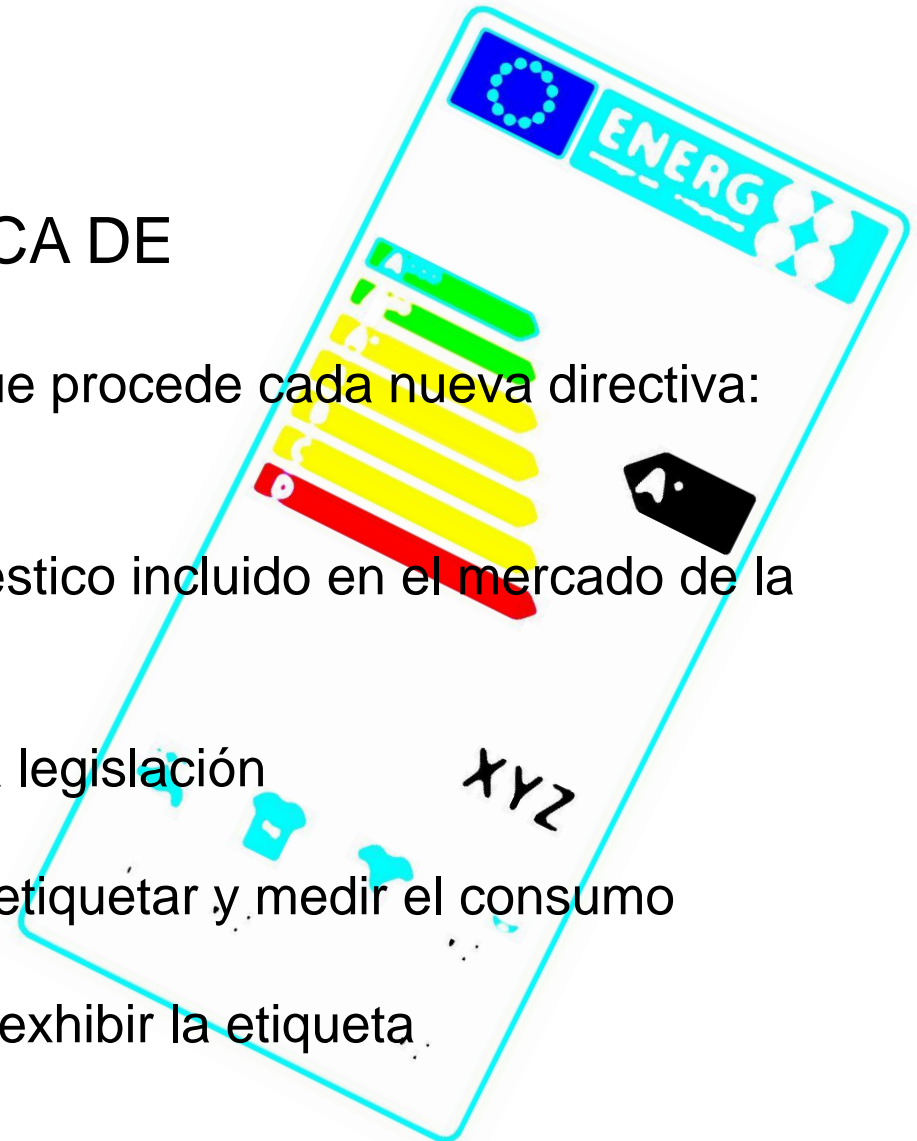 ENERG
CA DE
A
ue procede cada nueva directiva:
A
D
éstico incluido en el mercado de la
legislación
XYZ
etiquetar y medir el consumo
exhibir la etiqueta